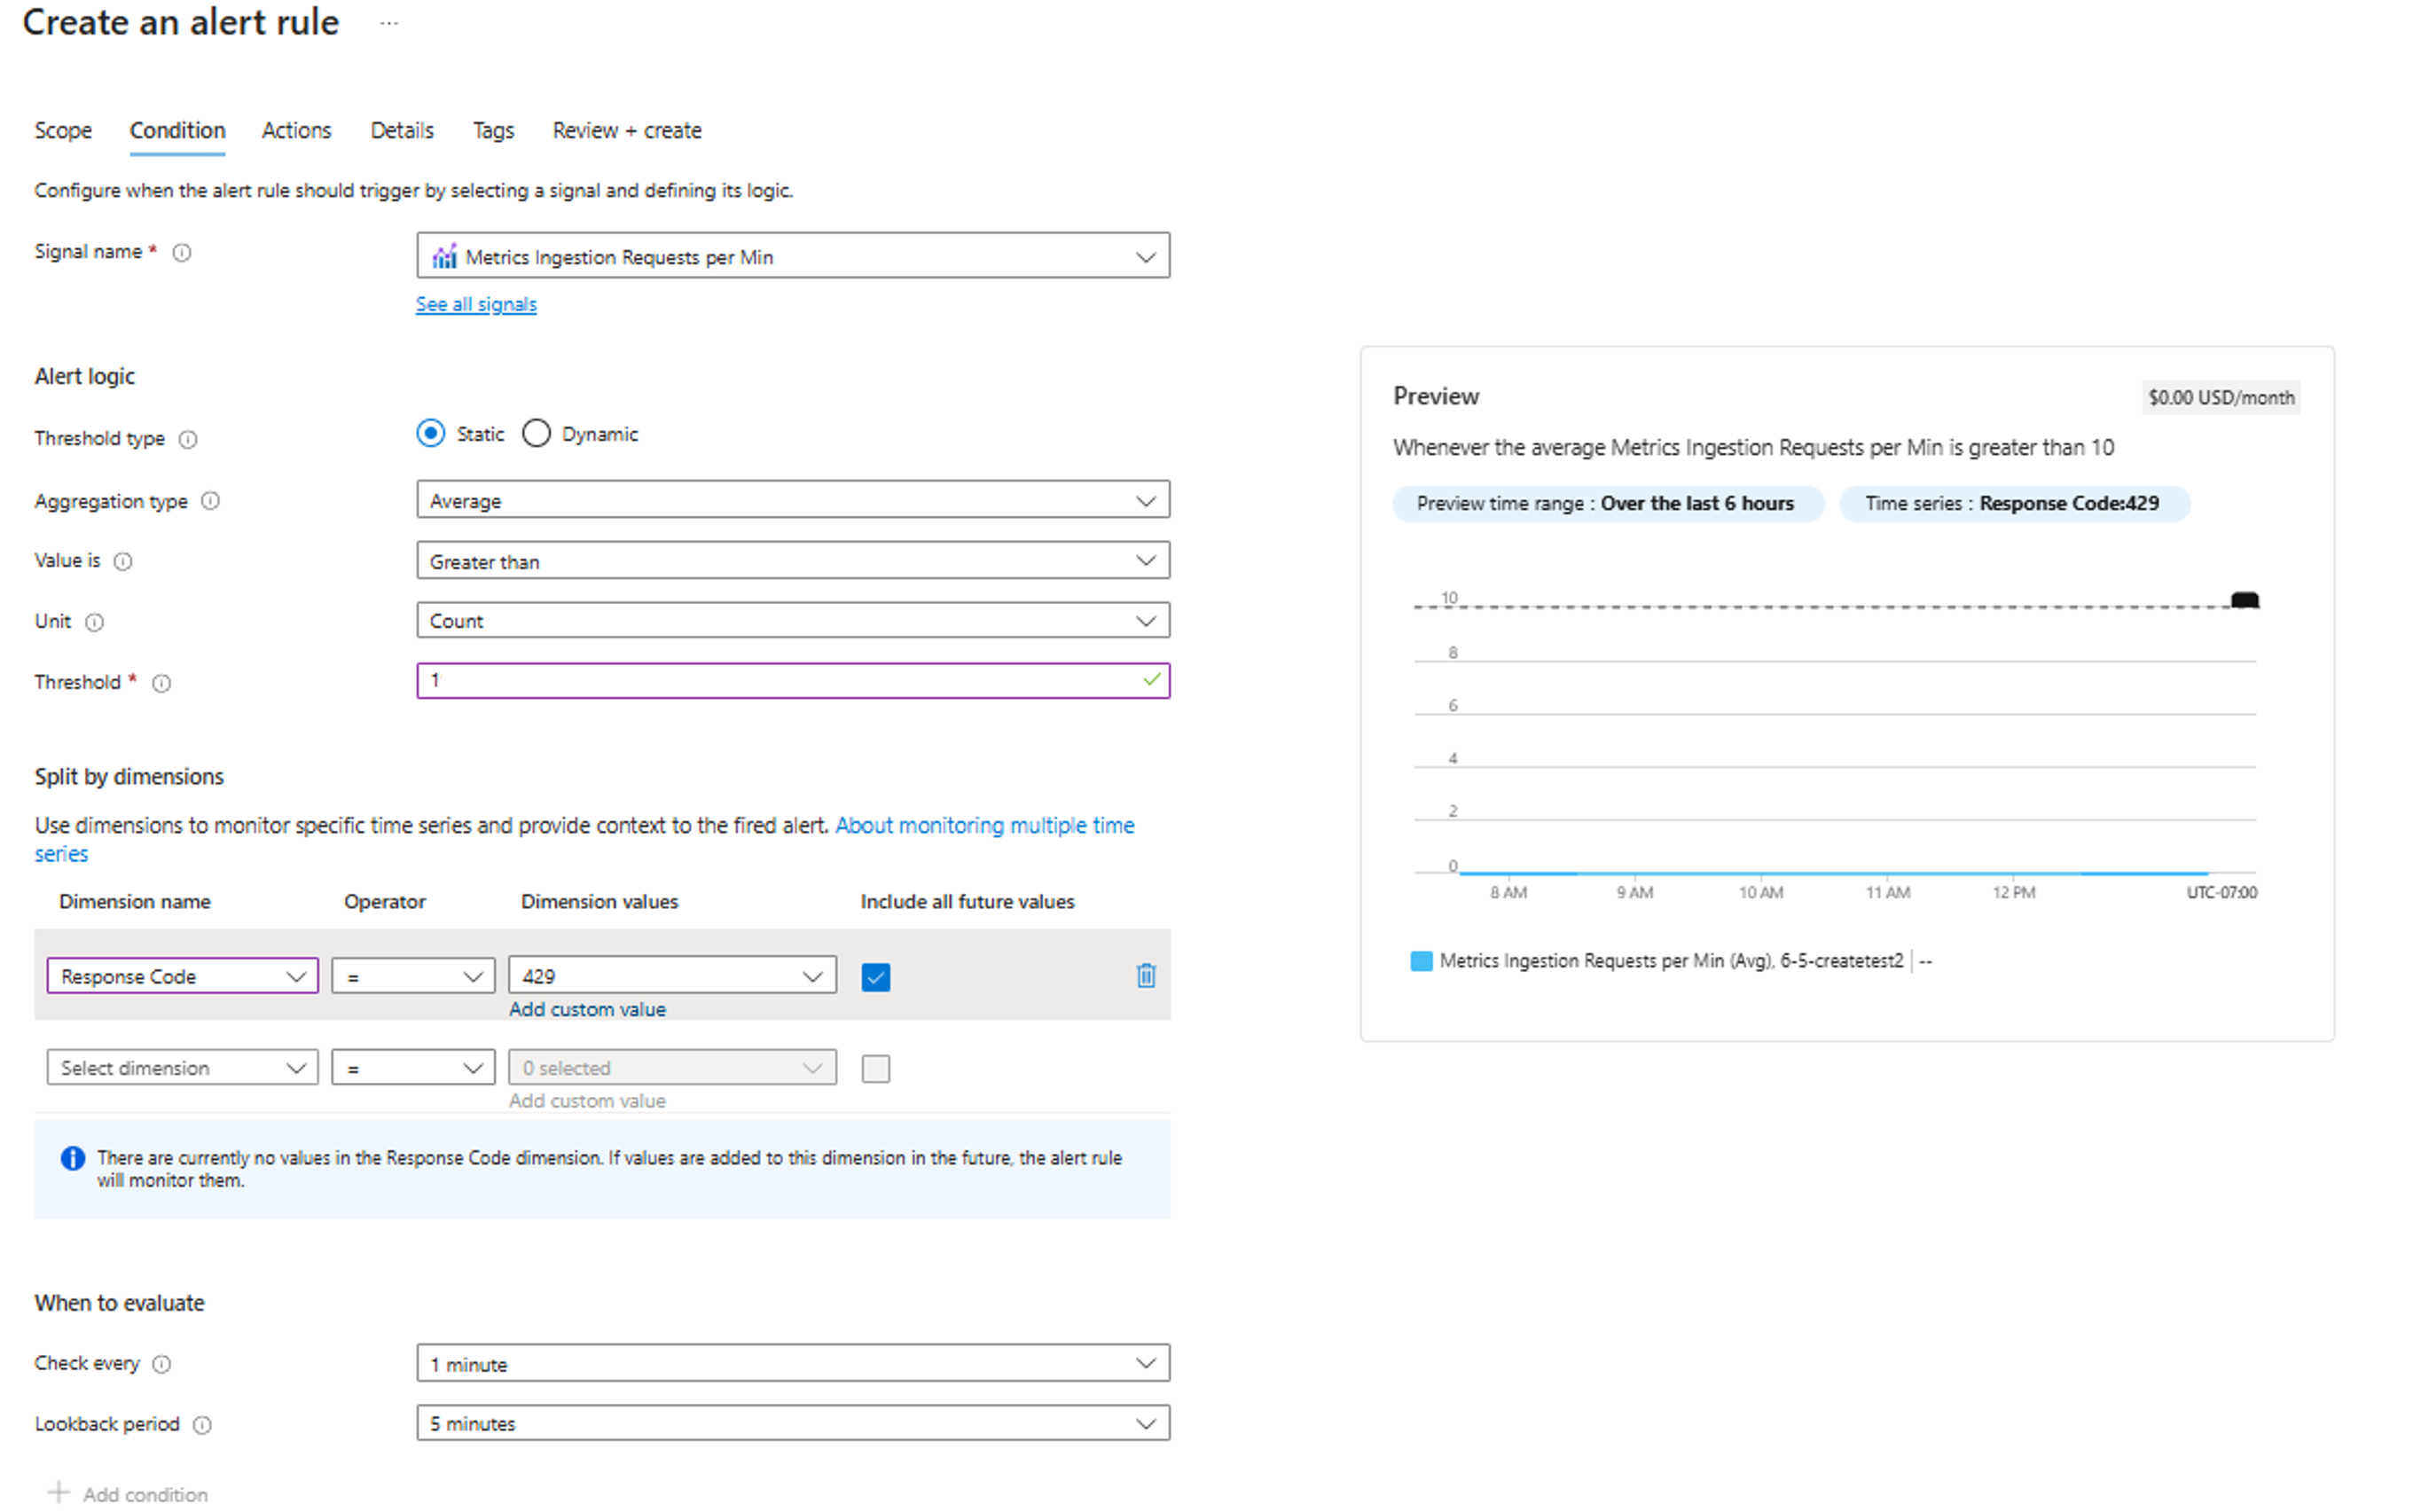 Create an alert rule ...
Scope Condition Actions Details Tags Review + create
Configure when the alert rule should trigger by selecting a signal and defining its logic.
Signal name * Metrics Ingestion Requests per Min
See all signals
Alert logic
Threshold type Static Dynamic
Aggregation type Average
Value is Greater than
Unit Count
Threshold * 1
Split by dimensions
Use dimensions to monitor specific time series and provide context to the fired alert. About monitoring multiple time
series
Dimension name Operator Dimension values Include all future values
Response Code = 429
Add custom value
Select dimension = 0 selected
Add custom value
There are currently no values in the Response Code dimension. If values are added to this dimension in the future, the alert rule
will monitor them.
When to evaluate
Check every 1 minute
Lookback period 5 minutes
+ Add condition
Preview $0.00 USD/month
Whenever the average Metrics Ingestion Requests per Min is greater than 10
Preview time range : Over the last 6 hours Time series : Response Code:429
10
8
6
4
2
0
8 AM 9 AM 10 AM 11 AM 12 PM UTC-07:00
Metrics Ingestion Requests per Min (Avg), 6-5-createtest2 | --